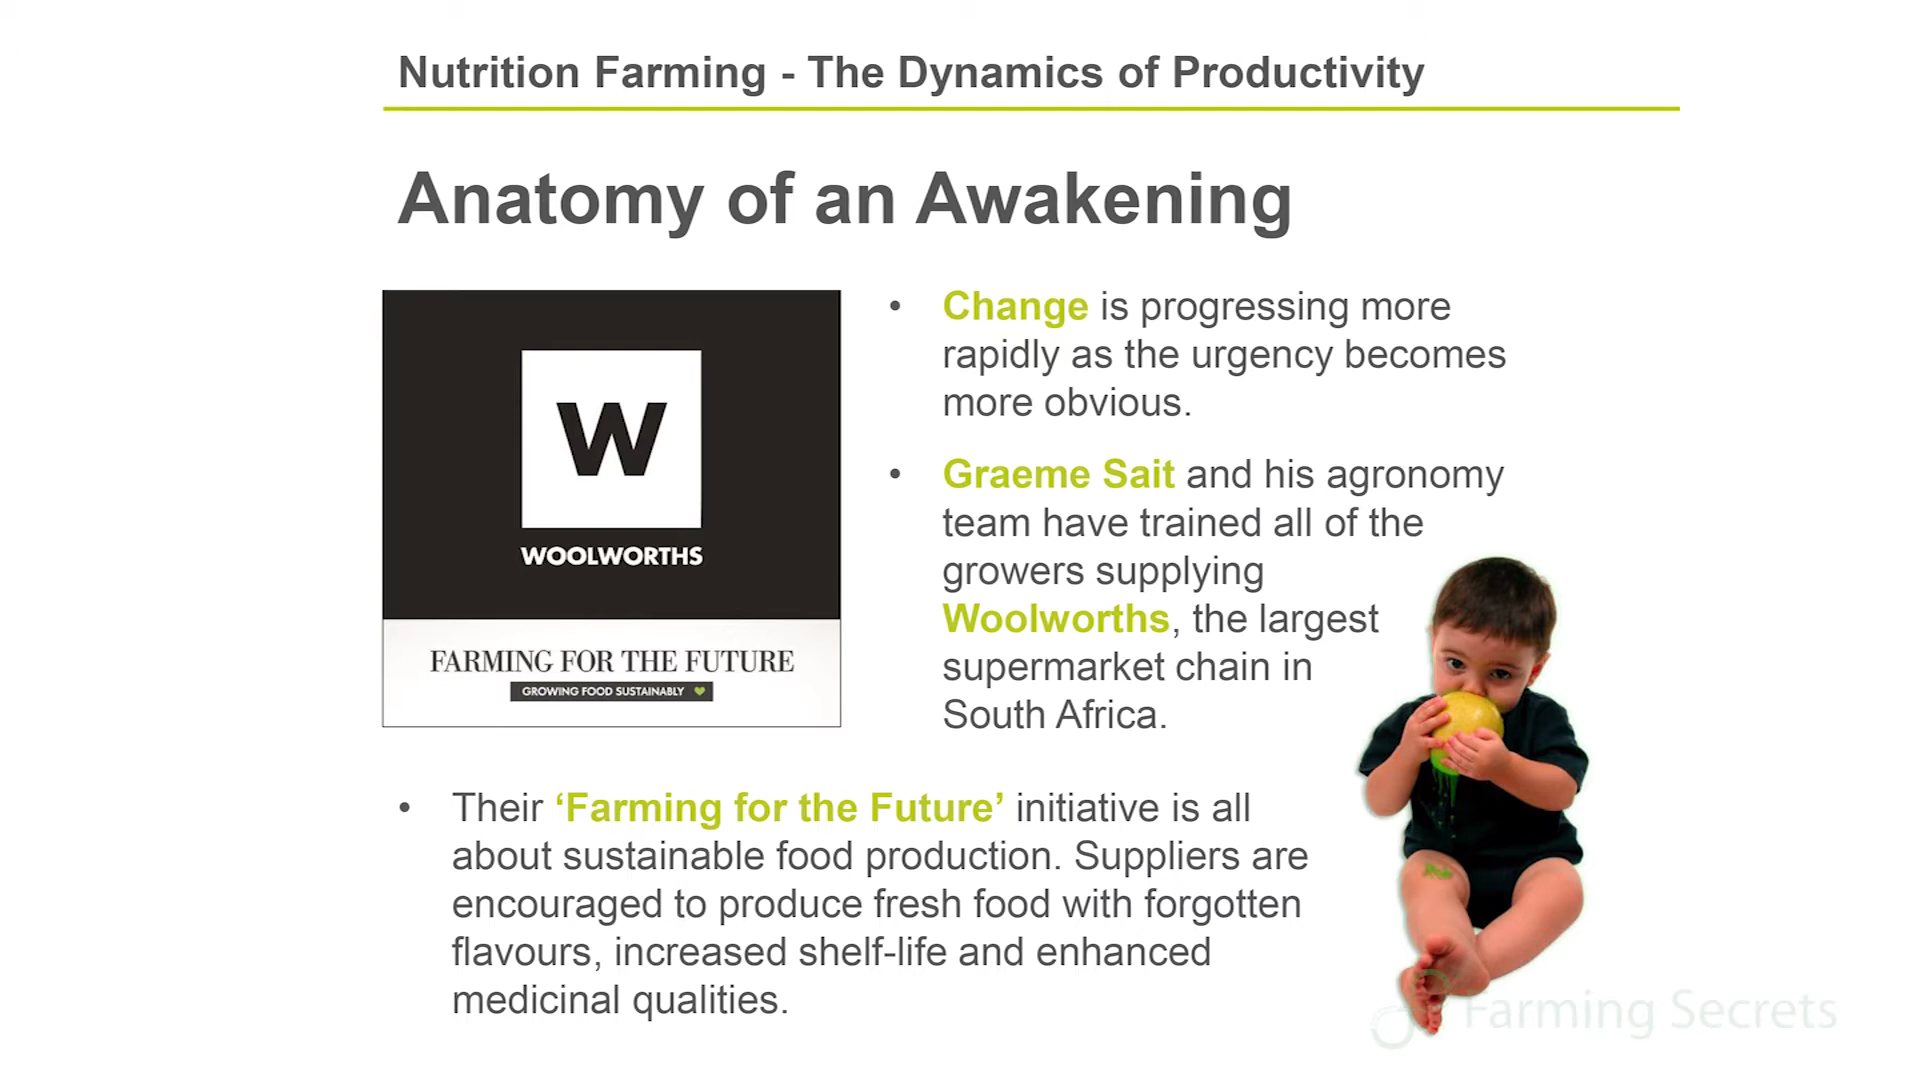 Nutrition Farming - The Dynamics of Productivity
Anatomy of an Awakening
W
WOOLWORTHS
FARMING FOR THE FUTURE
GROWING FOOD SUSTAINABLY
• Change is progressing more
rapidly as the urgency becomes
more obvious.
• Graeme Sait and his agronomy
team have trained all of the
growers supplying
Woolworths, the largest
supermarket chain in
South Africa.
• Their ‘Farming for the Future’ initiative is all
about sustainable food production. Suppliers are
encouraged to produce fresh food with forgotten
flavours, increased shelf-life and enhanced
medicinal qualities.
Farming Secrets